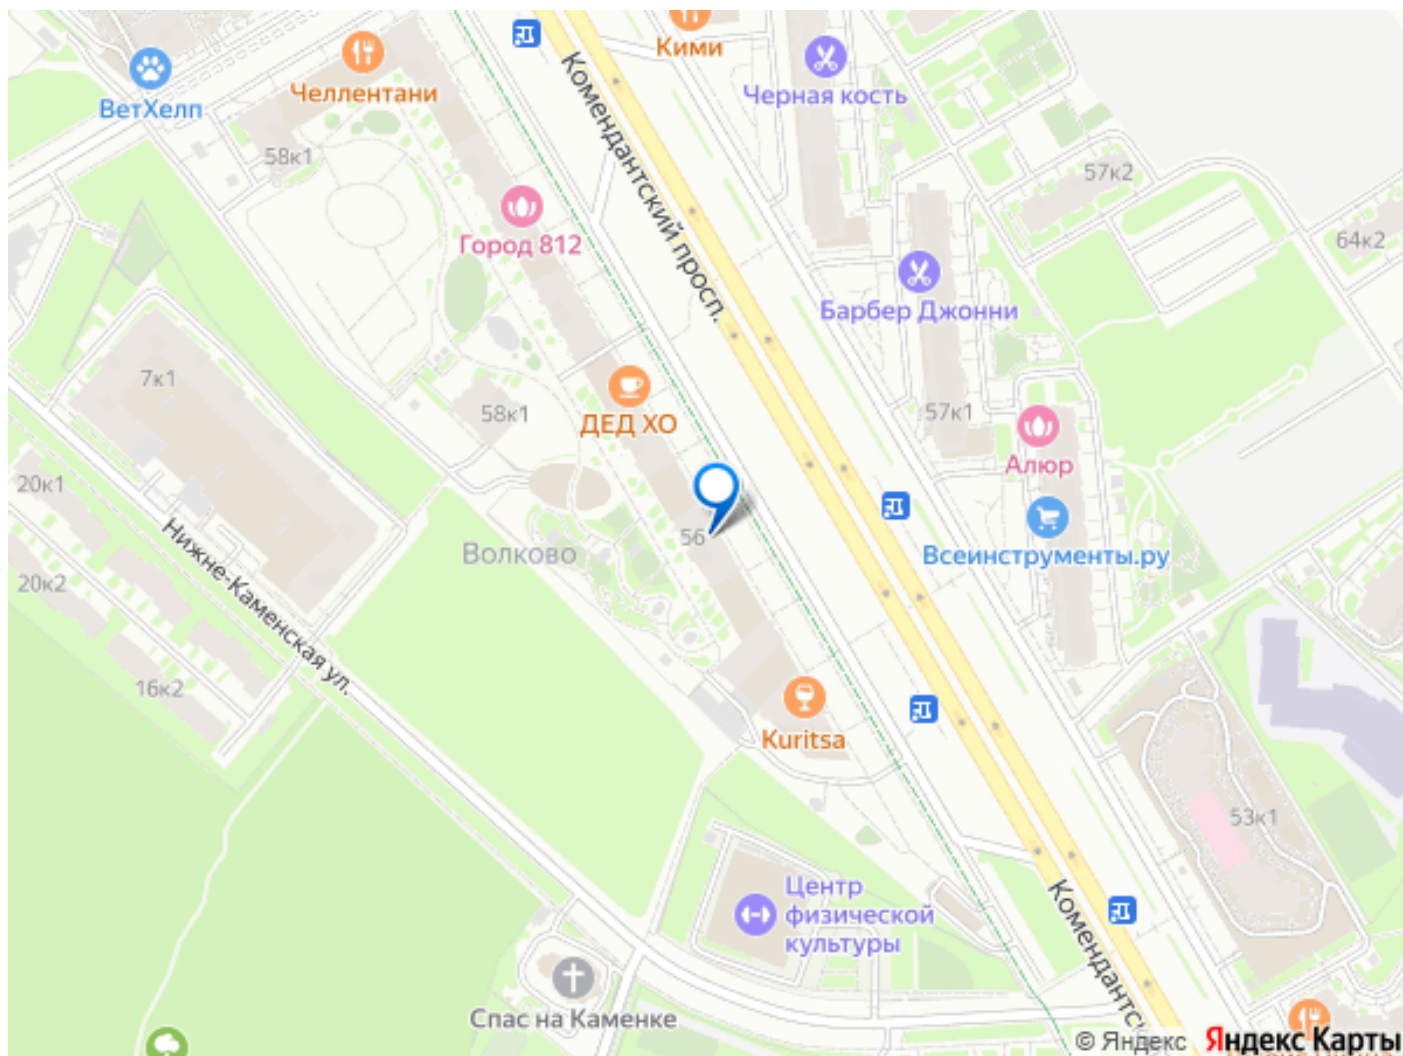 Кими
Челлентани
Черная кость
ВетХелп
58к1
57к2
Комендантский просп.
Город 812
64к2
Барбер Джонни
7к1
57к1
58к1
ДЕД ХО
Алюр
20к1
56
Волково
Всеинструменты.ру
20к2
Нижне-Каменская ул.
16к2
Kuritsa
53к1
Центр
физической
культуры
Комендантск
Спас на Каменке
© Яндекс
Яндекс Карты